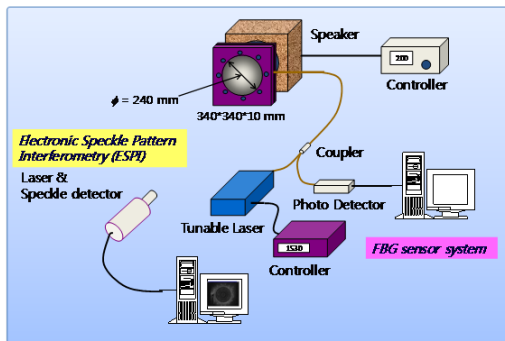 Speaker
200
Controller
ϕ = 240 mm
340*340*10 mm
Electronic Speckle Pattern
Interferometry (ESPI)
Laser &
Speckle detector
Coupler
Photo Detector
Tunable Laser
1530
Controller
FBG sensor system